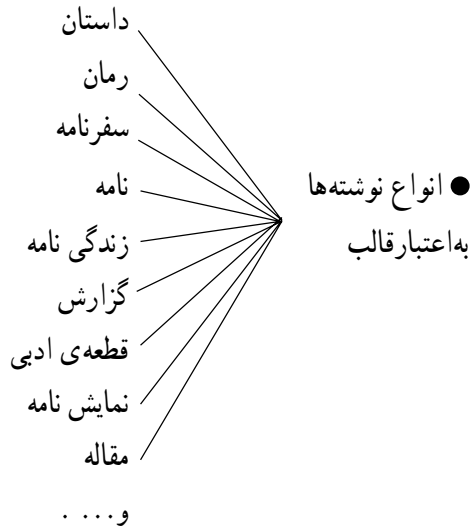 ● انواع نوشته‌ها
به‌اعتبارقالب
داستان
رمان
سفرنامه
نامه
زندگی نامه
گزارش
قطعه‌ی ادبی
نمایش نامه
مقاله
و.... .